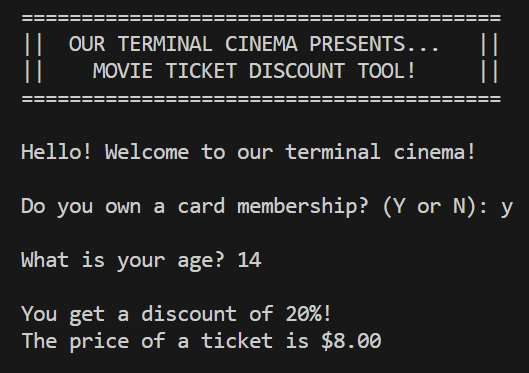 ========================================
||  OUR TERMINAL CINEMA PRESENTS...   ||
||    MOVIE TICKET DISCOUNT TOOL!     ||
========================================
Hello! Welcome to our terminal cinema!
Do you own a card membership? (Y or N): y
What is your age? 14
You get a discount of 20%!
The price of a ticket is $8.00